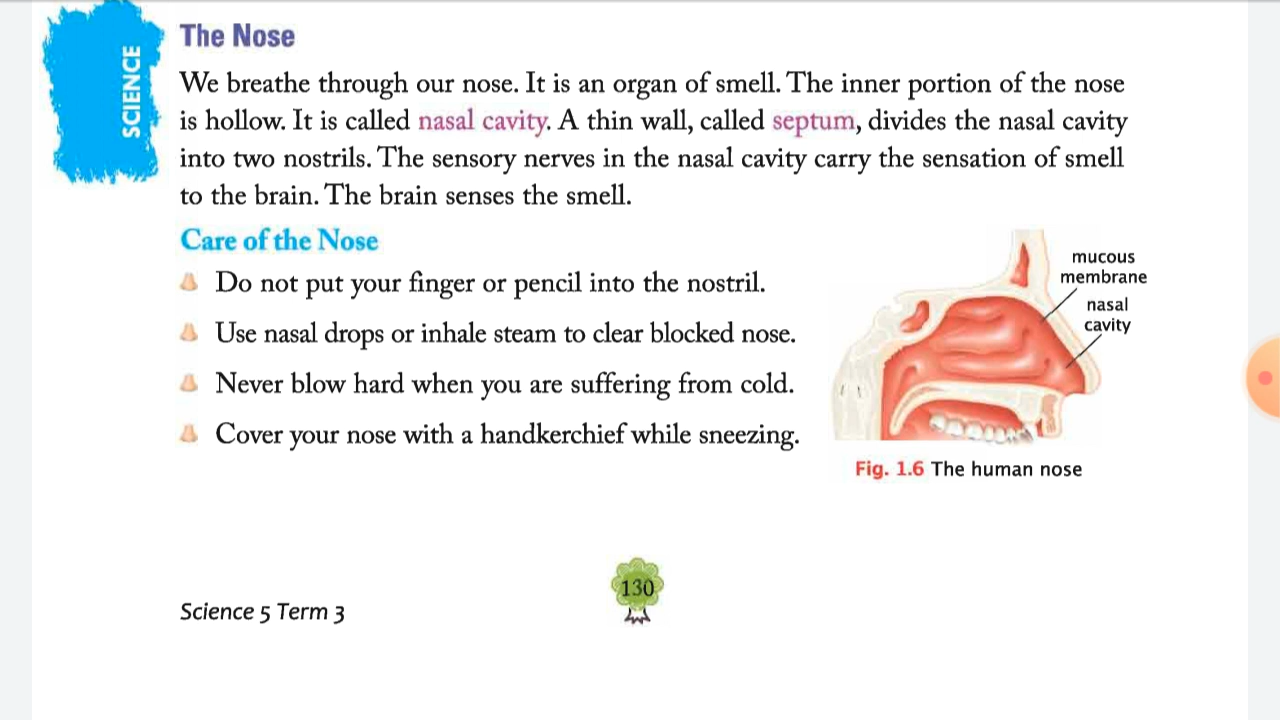 SCIENCE
The Nose
We breathe through our nose. It is an organ of smell. The inner portion of the nose
is hollow. It is called nasal cavity. A thin wall, called septum, divides the nasal cavity
into two nostrils. The sensory nerves in the nasal cavity carry the sensation of smell
to the brain. The brain senses the smell.
Care of the Nose
Do not put your finger or pencil into the nostril.
Use nasal drops or inhale steam to clear blocked nose.
Never blow hard when you are suffering from cold.
Cover your nose with a handkerchief while sneezing.
mucous
membrane
nasal
cavity
Fig. 1.6 The human nose
130
Science 5 Term 3